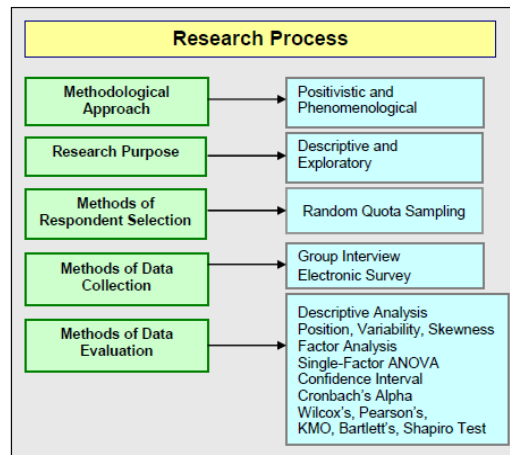 Research Process
Methodological
Approach
Positivistic and
Phenomenological
Research Purpose
Descriptive and
Exploratory
Methods of
Respondent Selection
Random Quota Sampling
Methods of Data
Collection
Group Interview
Electronic Survey
Methods of Data
Evaluation
Descriptive Analysis
Position, Variability, Skewness
Factor Analysis
Single-Factor ANOVA
Confidence Interval
Cronbach's Alpha
Wilcox's, Pearson's,
KMO, Bartlett's, Shapiro Test